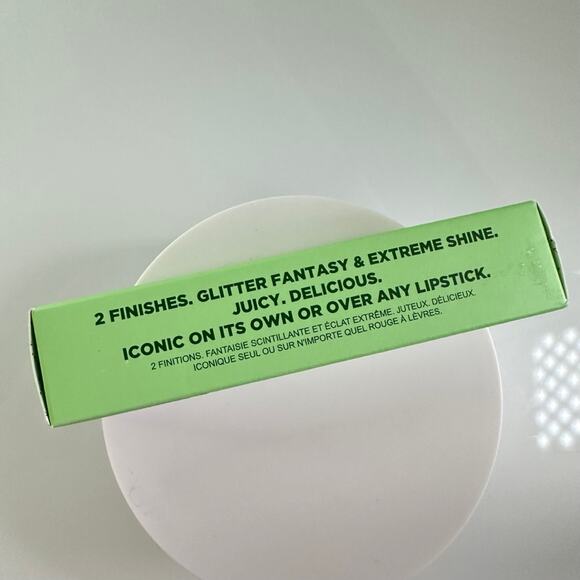 2 FINISHES. GLITTER FANTASY & EXTREME SHINE.
JUICY. DELICIOUS.
ICONIC ON ITS OWN OR OVER ANY LIPSTICK.
2 FINITIONS. FANTAISIE SCINTILLANTE ET ÉCLAT EXTRÊME. JUTEUX. DÉLICIEUX.
ICONIQUE SEUL OU SUR N'IMPORTE QUEL ROUGE À LÈVRES.